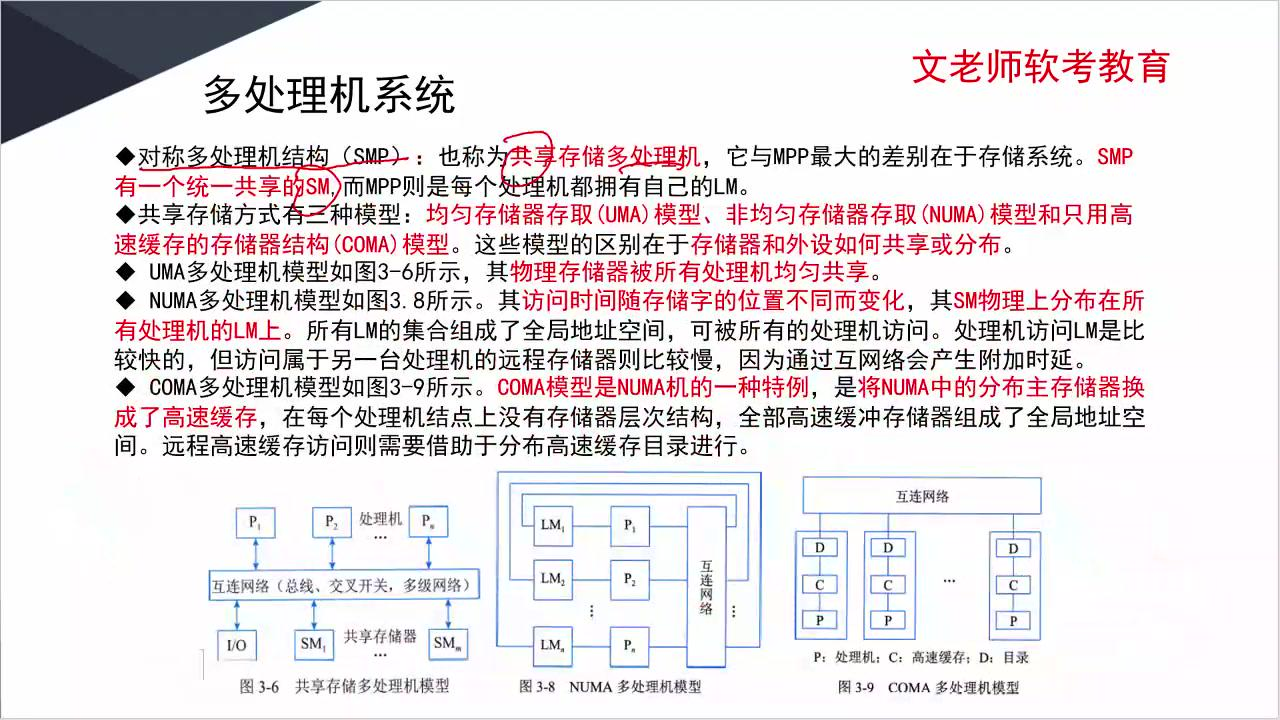 文老师软考教育
多处理机系统
◆对称多处理机结构（SMP）：也称为共享存储多处理机，它与MPP最大的差别在于存储系统。SMP
有一个统一共享的SM,而MPP则是每个处理机都拥有自己的LM。
◆共享存储方式有三种模型：均匀存储器存取(UMA)模型、非均匀存储器存取(NUMA)模型和只用高
速缓存的存储器结构(COMA)模型。这些模型的区别在于存储器和外设如何共享或分布。
◆ UMA多处理机模型如图3-6所示，其物理存储器被所有处理机均匀共享。
◆ NUMA多处理机模型如图3.8所示。其访问时间随存储字的位置不同而变化，其SM物理上分布在所
有处理机的LM上。所有LM的集合组成了全局地址空间，可被所有的处理机访问。处理机访问LM是比
较快的，但访问属于另一台处理机的远程存储器则比较慢，因为通过互网络会产生附加时延。
◆ COMA多处理机模型如图3-9所示。COMA模型是NUMA机的一种特例，是将NUMA中的分布主存储器换
成了高速缓存，在每个处理机结点上没有存储器层次结构，全部高速缓冲存储器组成了全局地址空
间。远程高速缓存访问则需要借助于分布高速缓存目录进行。
P1 P2 处理机 … Pn
互连网络（总线、交叉开关，多级网络）
I/O SM1 共享存储器 … SMm
图 3-6 共享存储多处理机模型
LM1 P1
LM2 P2
⋮ ⋮
LMn Pn
互连网络
图 3-8 NUMA 多处理机模型
互连网络
D D D
C C … C
P P P
P：处理机；C：高速缓存；D：目录
图 3-9 COMA 多处理机模型